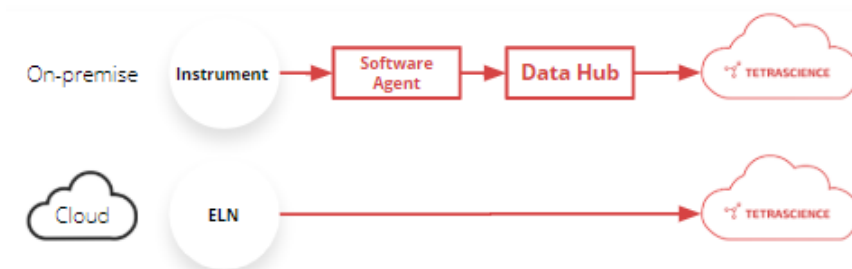 On-premise
Instrument
Software
Agent
Data Hub
TETRASCIENCE
Cloud
ELN
TETRASCIENCE